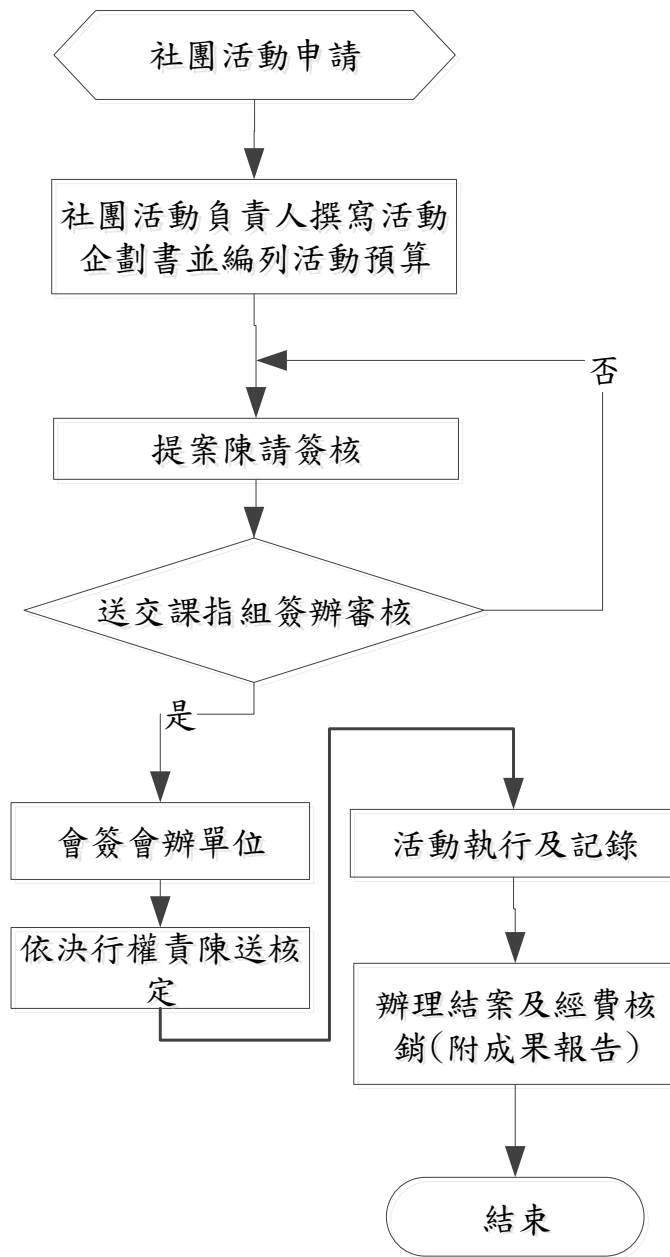 社團活動申請
社團活動負責人撰寫活動
企劃書並編列活動預算
否
提案陳請簽核
送交課指組簽辦審核
是
會簽會辦單位
依決行權責陳送核
定
活動執行及記錄
辦理結案及經費核
銷(附成果報告)
結束